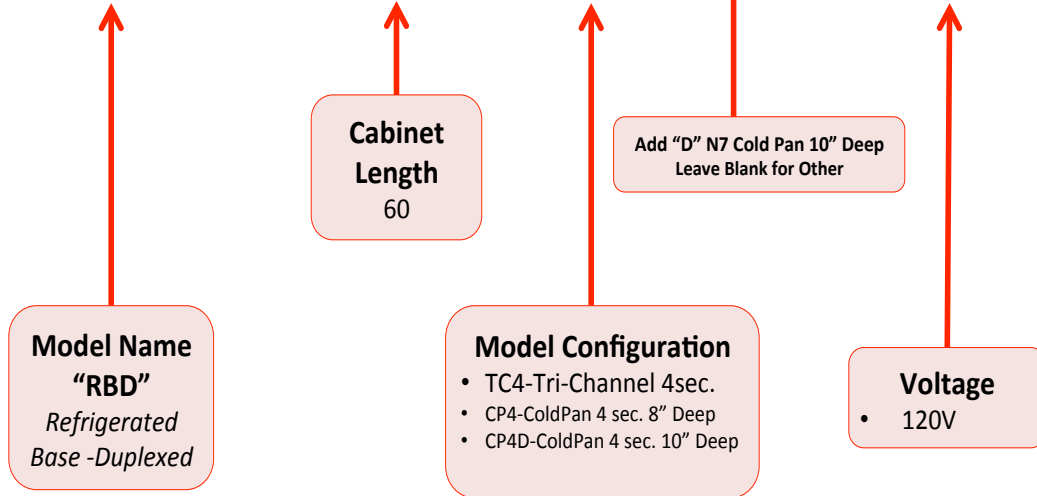 Cabinet
Length
60
Add “D” N7 Cold Pan 10” Deep
Leave Blank for Other
Model Name
“RBD”
Refrigerated
Base -Duplexed
Model Configuration
• TC4-Tri-Channel 4sec.
• CP4-ColdPan 4 sec. 8” Deep
• CP4D-ColdPan 4 sec. 10” Deep
Voltage
• 120V